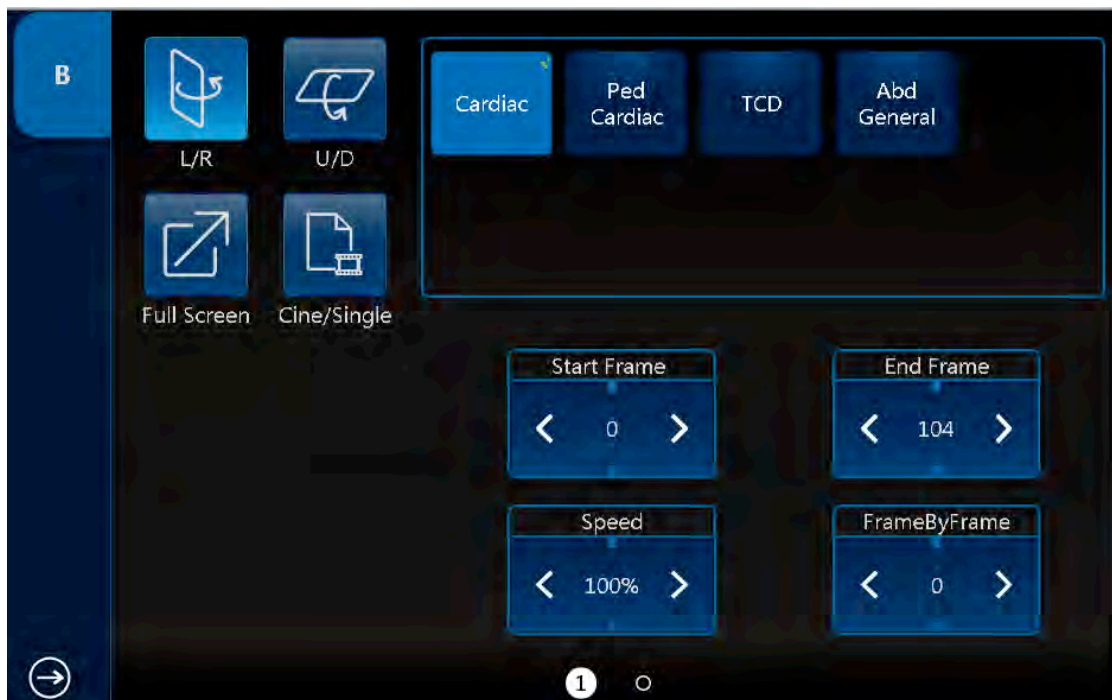 B
L/R
U/D
Full Screen
Cine/Single
Cardiac
Ped
Cardiac
TCD
Abd
General
Start Frame
0
End Frame
104
Speed
100%
FrameByFrame
0
1